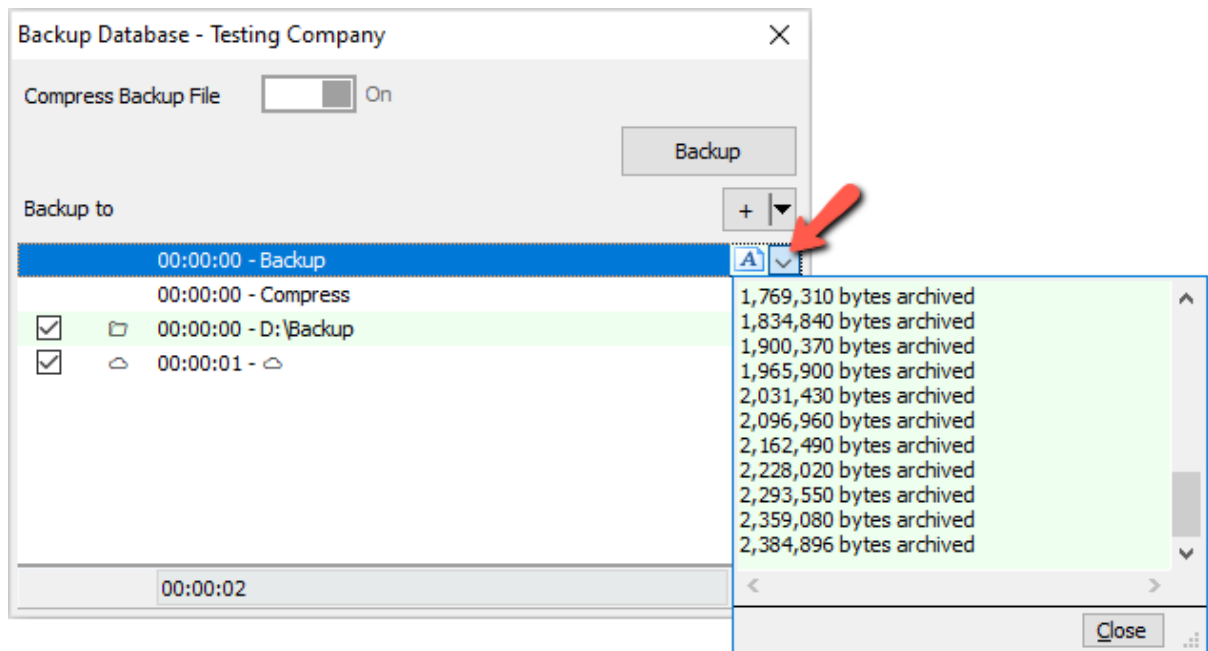 Backup Database - Testing Company
Compress Backup File On
Backup
Backup to +
00:00:00 - Backup A
00:00:00 - Compress
00:00:00 - D:\Backup
00:00:01 -
00:00:02
1,769,310 bytes archived
1,834,840 bytes archived
1,900,370 bytes archived
1,965,900 bytes archived
2,031,430 bytes archived
2,096,960 bytes archived
2,162,490 bytes archived
2,228,020 bytes archived
2,293,550 bytes archived
2,359,080 bytes archived
2,384,896 bytes archived
Close